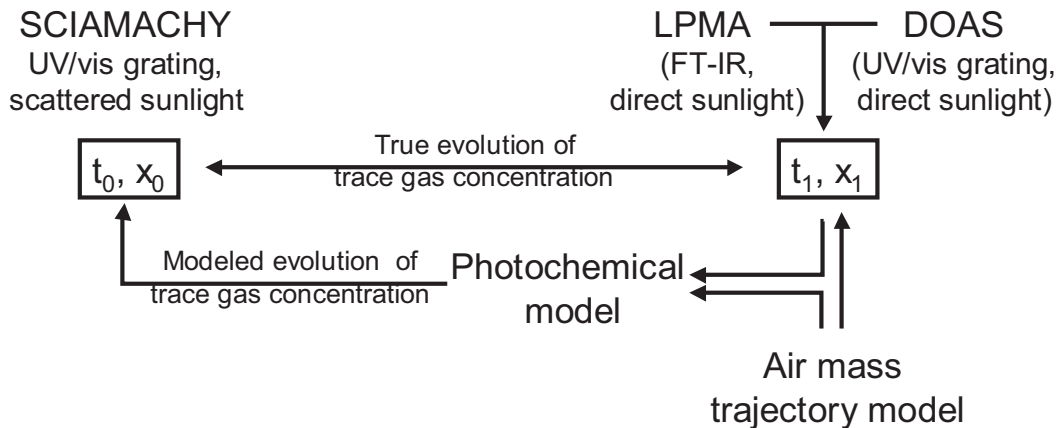 SCIAMACHY
UV/vis grating,
scattered sunlight
LPMA
(FT-IR,
direct sunlight)
DOAS
(UV/vis grating,
direct sunlight)
t₀, x₀
True evolution of
trace gas concentration
t₁, x₁
Modeled evolution of
trace gas concentration
Photochemical
model
Air mass
trajectory model